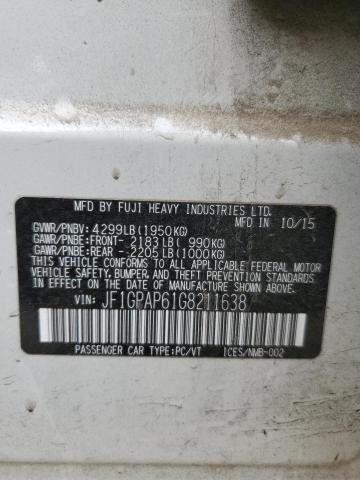 MFD BY FUJI HEAVY INDUSTRIES LTD.
MFD. IN 10/15
GVWR/PNBV: 4299LB(1950KG)
GAWR/PNBE:FRONT- 2183LB( 990KG)
GAWR/PNBE:REAR - 2205LB(1000KG)
THIS VEHICLE CONFORMS TO ALL APPLICABLE FEDERAL MOTOR
VEHICLE SAFETY, BUMPER, AND THEFT PREVENTION STANDARDS
IN EFFECT ON THE DATE OF MANUFACTURE SHOWN ABOVE.
VIN: JF1GPAP61G8211638
PASSENGER CAR TYPE:PC/VT ICES/NMB-002